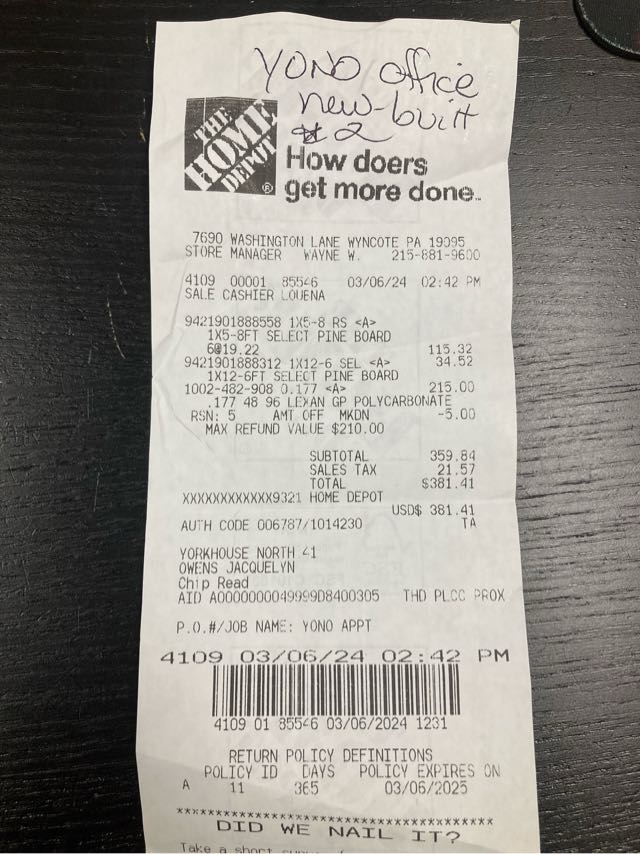 YONO office
new-built
#2
THE HOME DEPOT ®
How doers
get more done™
7690 WASHINGTON LANE WYNCOTE PA 19095
STORE MANAGER WAYNE W. 215-881-9600
4109 00001 85546 03/06/24 02:42 PM
SALE CASHIER LOUENA
9421901888558 1X5-8 RS <A>
1X5-8FT SELECT PINE BOARD
6@19.22 115.32
9421901888312 1X12-6 SEL <A> 34.52
1X12-6FT SELECT PINE BOARD
1002-482-908 0.177 <A> 215.00
.177 48 96 LEXAN GP POLYCARBONATE
RSN: 5 AMT OFF MKDN -5.00
MAX REFUND VALUE $210.00
SUBTOTAL 359.84
SALES TAX 21.57
TOTAL $381.41
XXXXXXXXXXXX9321 HOME DEPOT
USD$ 381.41
AUTH CODE 006787/1014230 TA
YORKHOUSE NORTH 41
OWENS JACQUELYN
Chip Read
AID A0000000049999D8400305 THD PLCC PROX
P.O.#/JOB NAME: YONO APPT
4109 03/06/24 02:42 PM
4109 01 85546 03/06/2024 1231
RETURN POLICY DEFINITIONS
POLICY ID DAYS POLICY EXPIRES ON
A 11 365 03/06/2025
DID WE NAIL IT?
Take a short